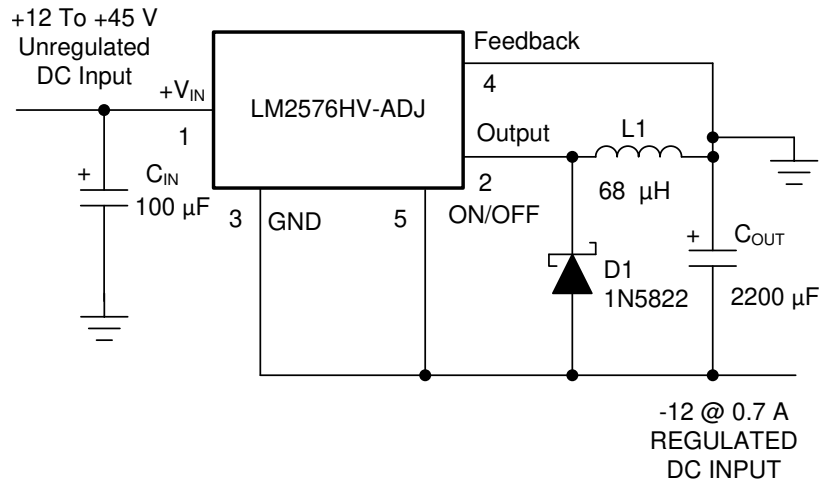 +12 To +45 V
Unregulated
DC Input
+VIN
1
LM2576HV-ADJ
Feedback
4
Output
2
ON/OFF
L1
68 µH
+
CIN
100 µF
3
GND
5
D1
1N5822
+
COUT
2200 µF
-12 @ 0.7 A
REGULATED
DC INPUT